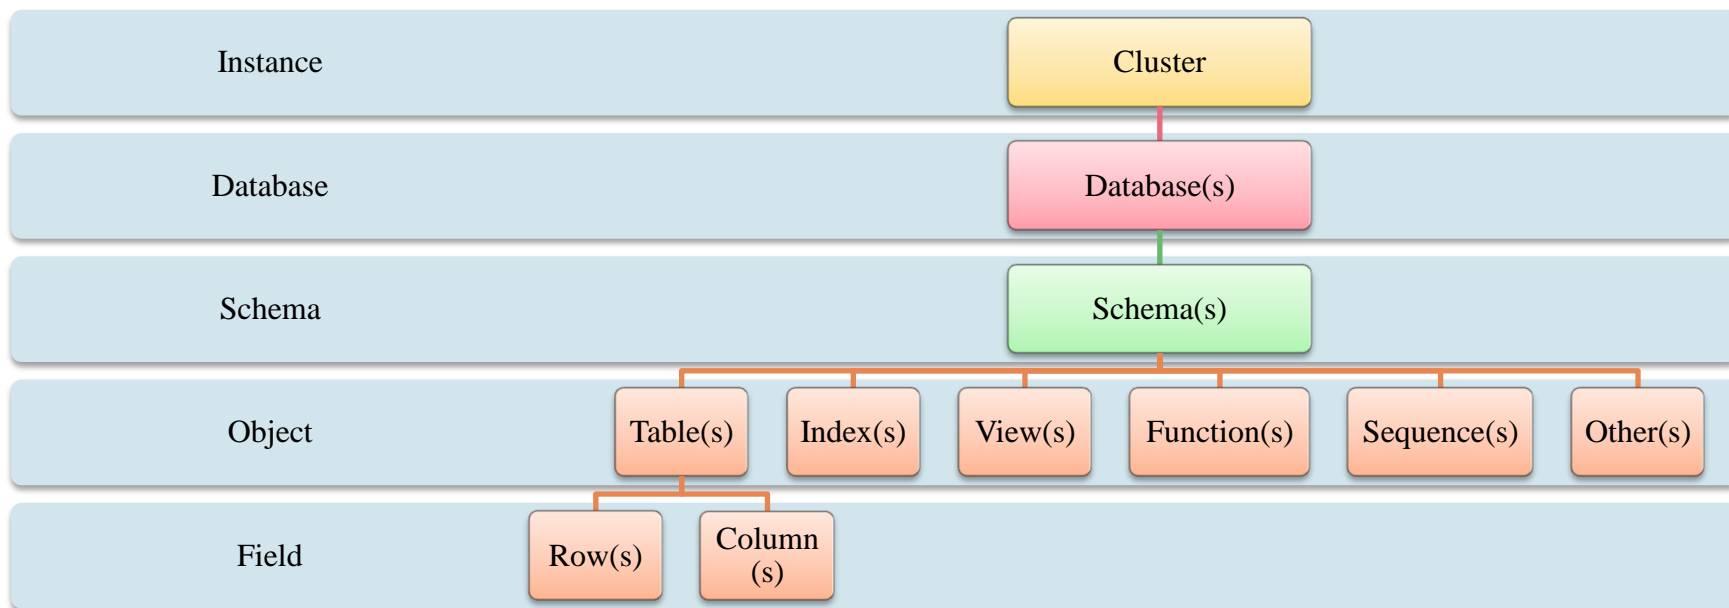 Instance
Cluster
Database
Database(s)
Schema
Schema(s)
Object
Table(s)
Index(s)
View(s)
Function(s)
Sequence(s)
Other(s)
Field
Row(s)
Column
(s)